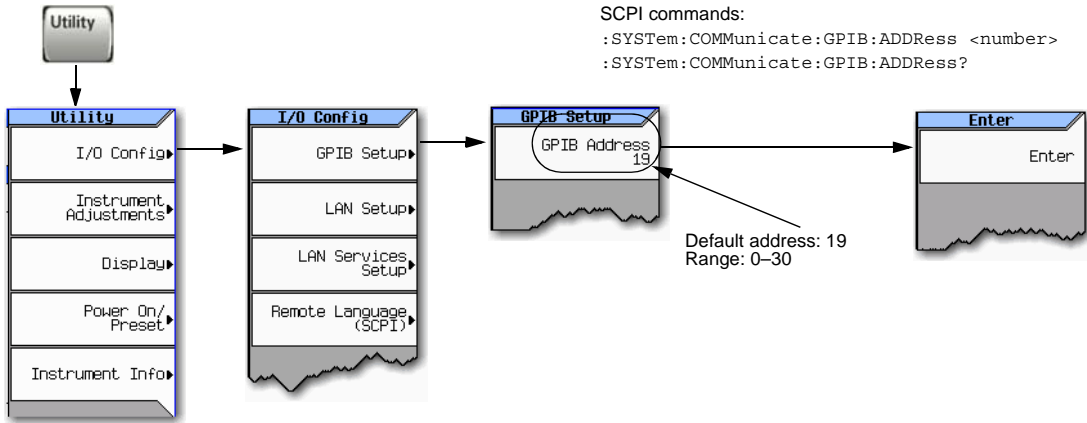 Utility
SCPI commands:
:SYSTem:COMMunicate:GPIB:ADDRess <number>
:SYSTem:COMMunicate:GPIB:ADDRess?
Utility
I/O Config
Instrument
Adjustments
Display
Power On/
Preset
Instrument Info
I/O Config
GPIB Setup
LAN Setup
LAN Services
Setup
Remote Language
(SCPI)
GPIB Setup
GPIB Address
19
Default address: 19
Range: 0–30
Enter
Enter